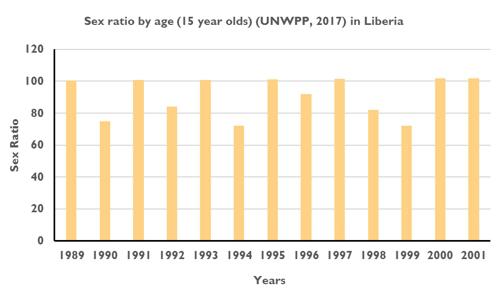 Sex ratio by age (15 year olds) (UNWPP, 2017) in Liberia
120
100
80
60
40
20
0
Sex Ratio
1989 1990 1991 1992 1993 1994 1995 1996 1997 1998 1999 2000 2001
Years